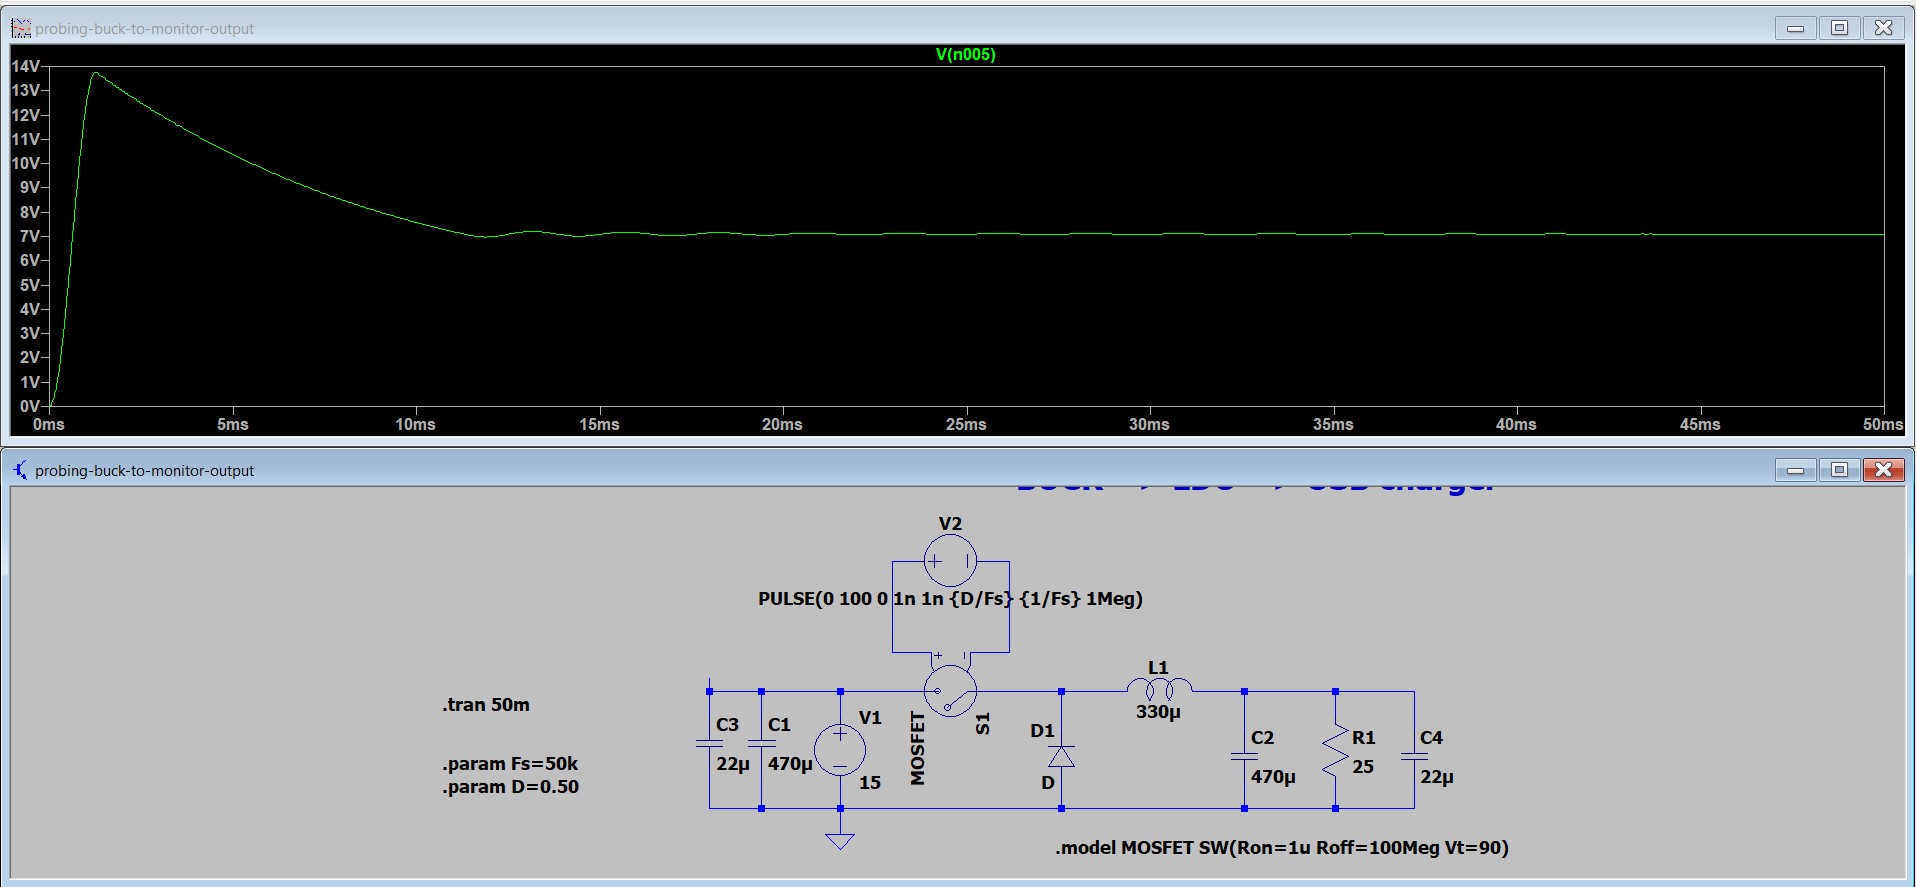 probing-buck-to-monitor-output
V(n005)
14V
13V
12V
11V
10V
9V
8V
7V
6V
5V
4V
3V
2V
1V
0V
0ms 5ms 10ms 15ms 20ms 25ms 30ms 35ms 40ms 45ms 50ms
probing-buck-to-monitor-output
V2
PULSE(0 100 0 1n 1n {D/Fs} {1/Fs} 1Meg)
.tran 50m
.param Fs=50k
.param D=0.50
C3
22µ
C1
470µ
V1
15
MOSFET
S1
D1
D
L1
330µ
C2
470µ
R1
25
C4
22µ
.model MOSFET SW(Ron=1u Roff=100Meg Vt=90)